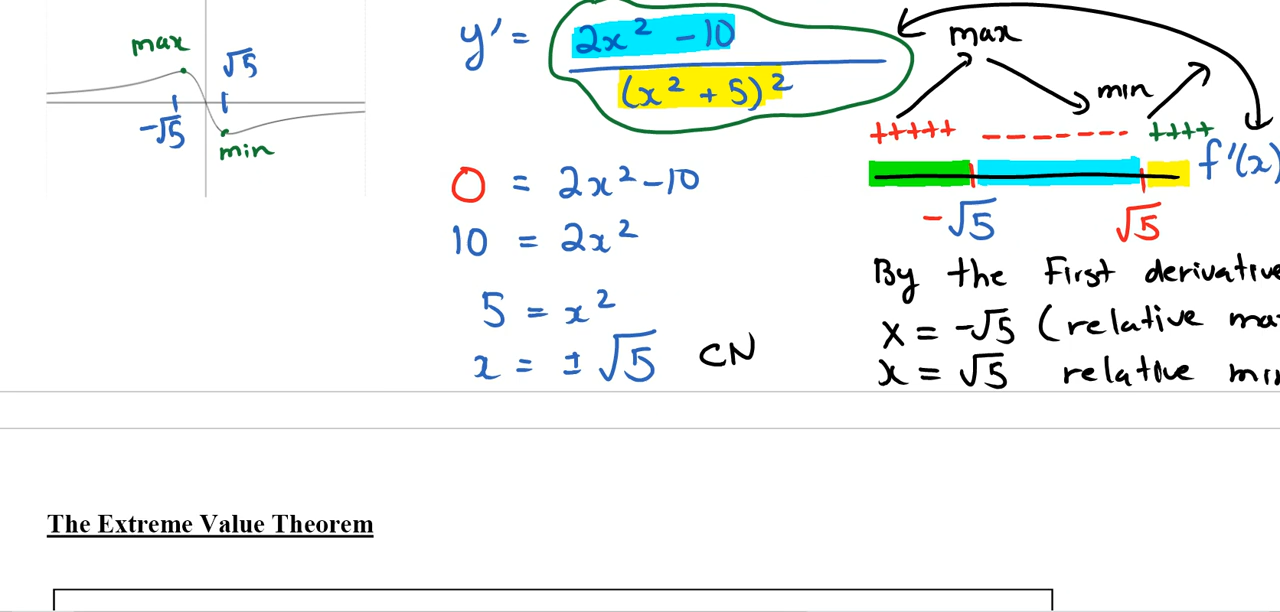 max
√5
-√5
min
y' = (2x² - 10) / (x² + 5)²
0 = 2x² - 10
10 = 2x²
5 = x²
x = ± √5 CN
max
min
+++++ -------- ++++
f'(x)
-√5 √5
By the First derivative
x = -√5 (relative
x = √5 relative
The Extreme Value Theorem